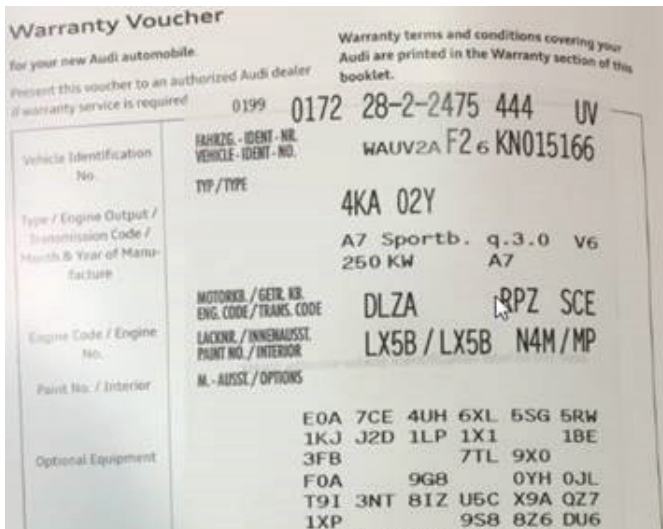 Warranty Voucher
for your new Audi automobile.
Present this voucher to an authorized Audi dealer
if warranty service is required
Warranty terms and conditions covering your
Audi are printed in the Warranty section of this
booklet.
0199 0172 28-2-2475 444 UV
Vehicle Identification
No.
FAHRZG. - IDENT - NR.
VEHICLE - IDENT - NO.
WAUV2A F2 6 KN015166
TYP / TYPE
4KA 02Y
Type / Engine Output /
Transmission Code /
Month & Year of Manu-
facture
A7 Sportb. q.3.0 V6
250 KW A7
MOTORKB. / GETR. KB.
ENG. CODE / TRANS. CODE
DLZA RPZ SCE
Engine Code / Engine
No.
LACKNR. / INNENAUSST.
PAINT NO. / INTERIOR
LX5B / LX5B N4M / MP
Paint No. / Interior
M. - AUSST. / OPTIONS
Optional Equipment
E0A 7CE 4UH 6XL 5SG 5RW
1KJ J2D 1LP 1X1 1BE
3FB 7TL 9X0
F0A 9G8 0YH 0JL
T9I 3NT 8IZ U5C X9A QZ7
1XP 9S8 8Z6 DU6